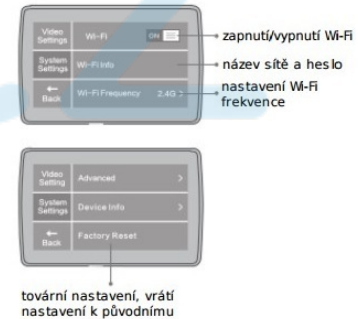 Video
Settings
Wi-Fi
ON
zapnutí/vypnutí Wi-Fi
System
Settings
Wi-Fi Info
název sítě a heslo
Back
Wi-Fi Frequency
2.4G >
nastavení Wi-Fi
frekvence
Video
Setting
Advanced
>
System
Settings
Device Info
>
Back
Factory Reset
tovární nastavení, vrátí
nastavení k původnímu